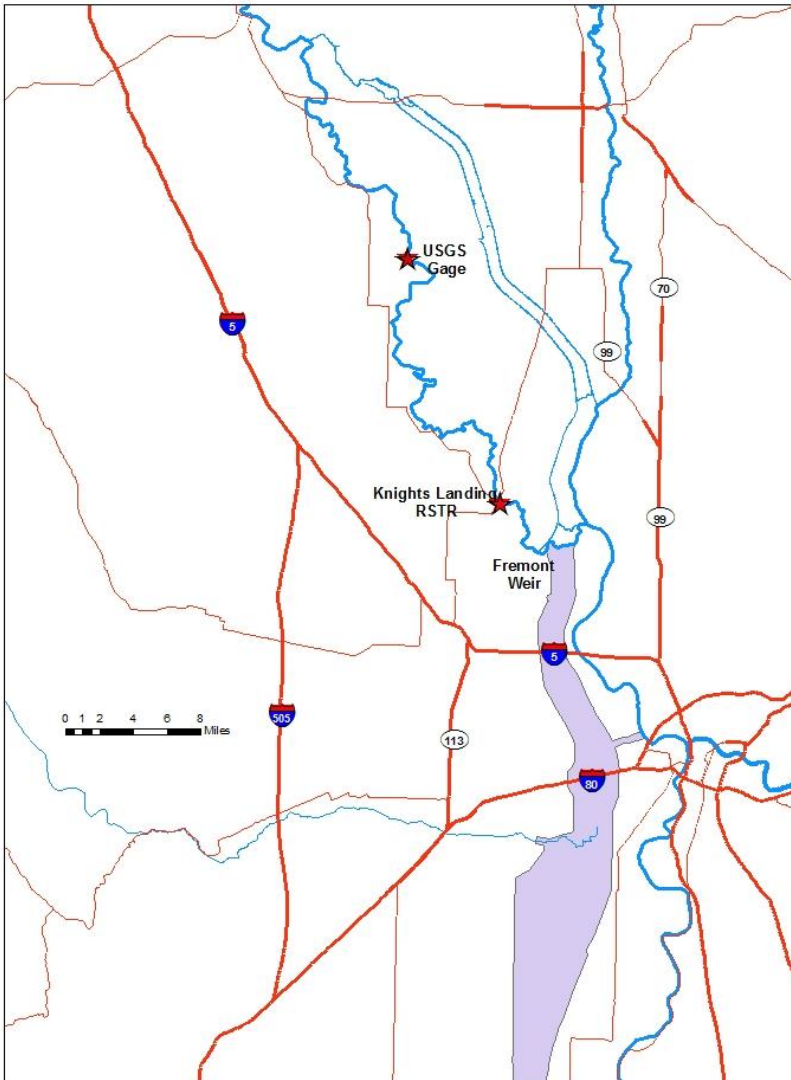 USGS
Gage
70
5
99
Knights Landing
RSTR
99
Fremont
Weir
5
505
0 1 2 4 6 8
Miles
113
80